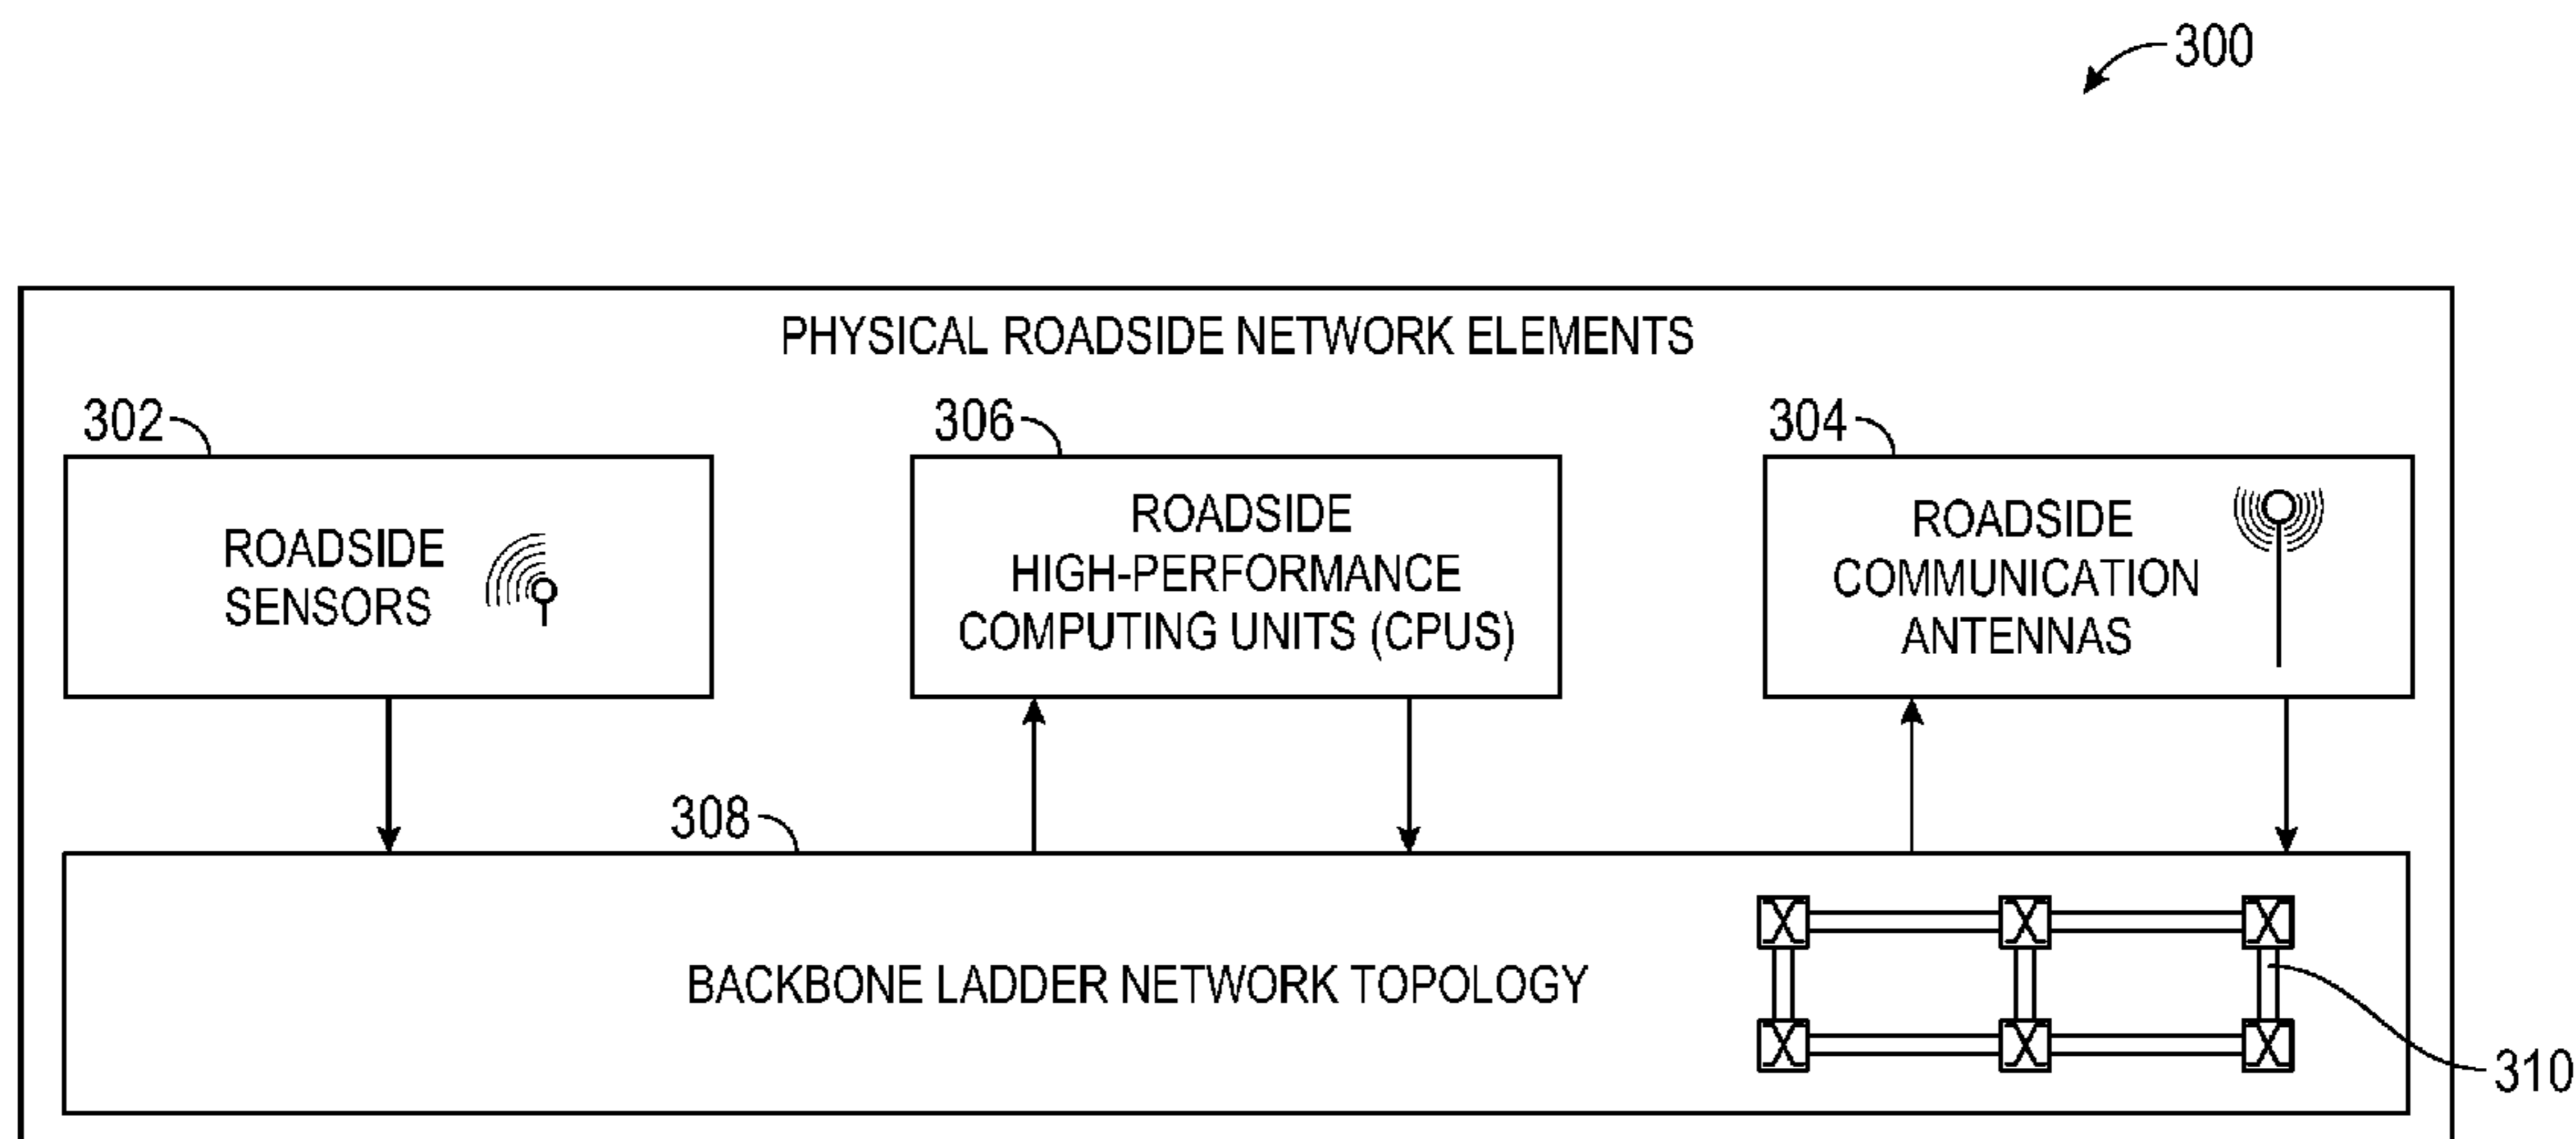 300
PHYSICAL ROADSIDE NETWORK ELEMENTS
302
306
304
ROADSIDE
SENSORS
ROADSIDE
HIGH-PERFORMANCE
COMPUTING UNITS (CPUS)
ROADSIDE
COMMUNICATION
ANTENNAS
308
BACKBONE LADDER NETWORK TOPOLOGY
310